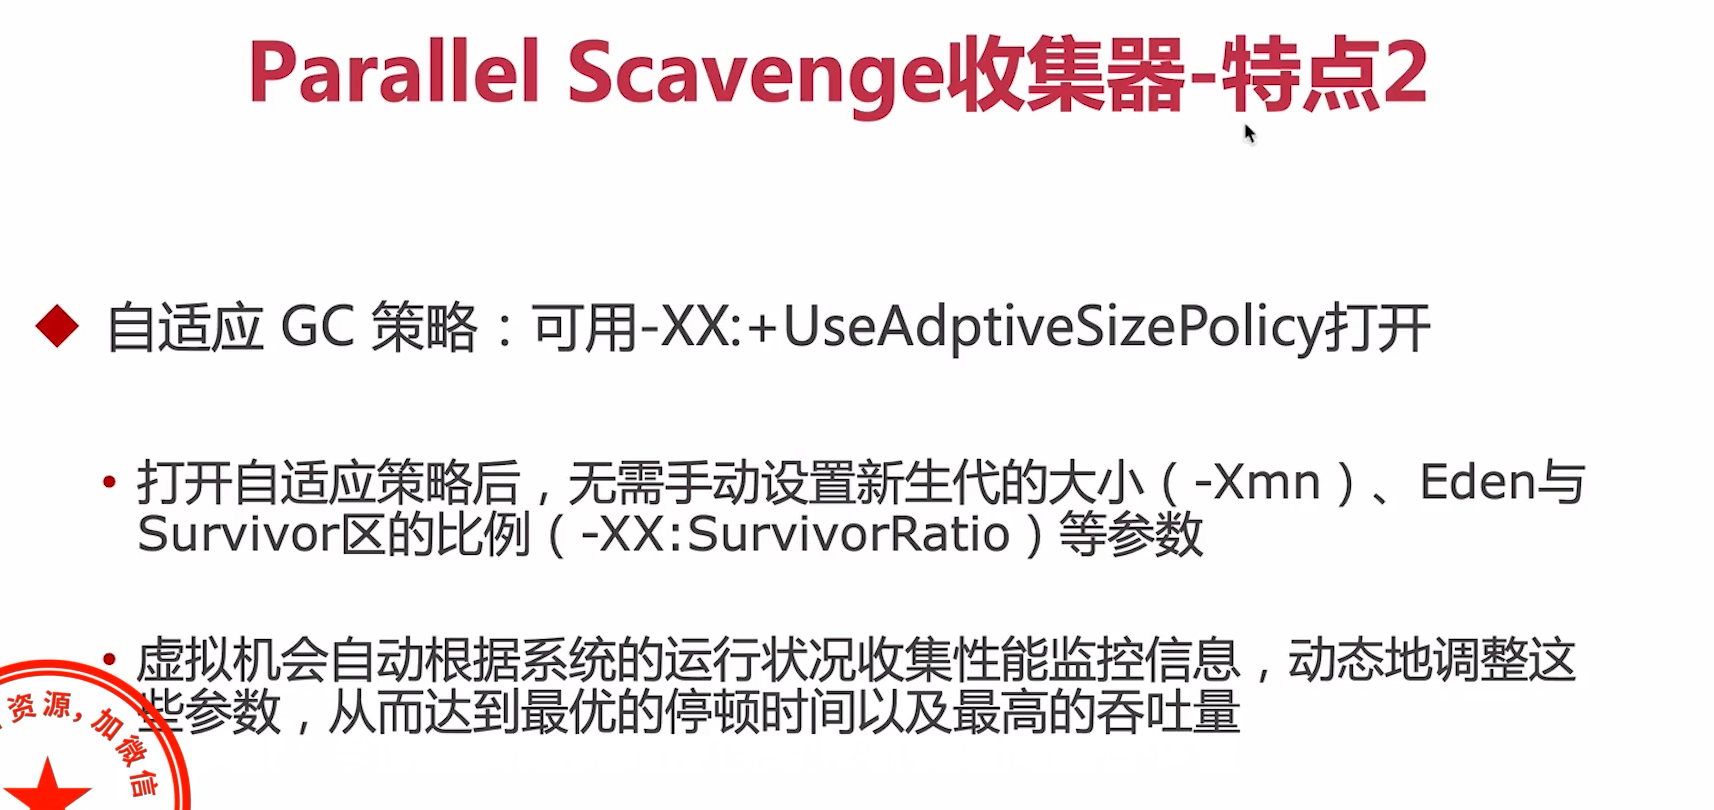 Parallel Scavenge收集器-特点2
自适应 GC 策略：可用-XX:+UseAdptiveSizePolicy打开
打开自适应策略后，无需手动设置新生代的大小（-Xmn）、Eden与
Survivor区的比例（-XX:SurvivorRatio）等参数
虚拟机会自动根据系统的运行状况收集性能监控信息，动态地调整这
些参数，从而达到最优的停顿时间以及最高的吞吐量
资源，加微信